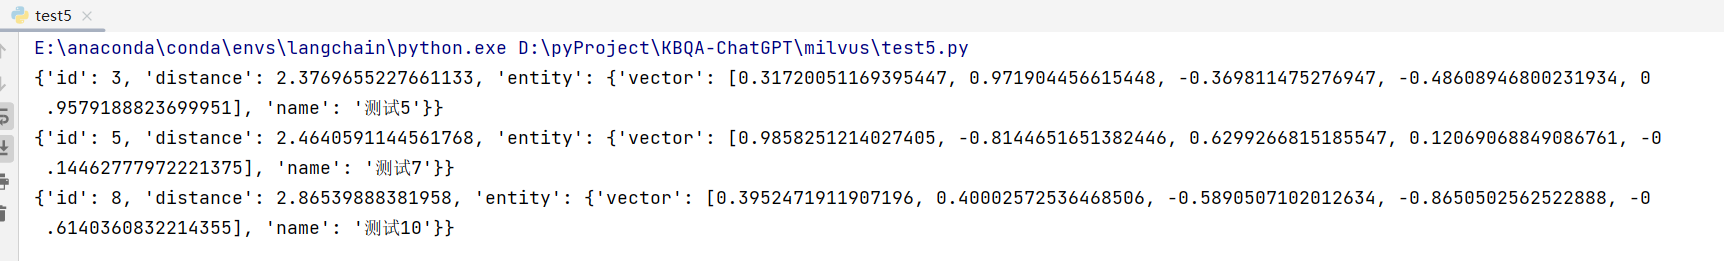 test5
E:\anaconda\conda\envs\langchain\python.exe D:\pyProject\KBQA-ChatGPT\milvus\test5.py
{'id': 3, 'distance': 2.3769655227661133, 'entity': {'vector': [0.31720051169395447, 0.971904456615448, -0.369811475276947, -0.48608946800231934, 0
.9579188823699951], 'name': '测试5'}}
{'id': 5, 'distance': 2.4640591144561768, 'entity': {'vector': [0.9858251214027405, -0.8144651651382446, 0.6299266815185547, 0.12069068849086761, -0
.14462777972221375], 'name': '测试7'}}
{'id': 8, 'distance': 2.86539888381958, 'entity': {'vector': [0.3952471911907196, 0.40002572536468506, -0.5890507102012634, -0.8650502562522888, -0
.6140360832214355], 'name': '测试10'}}